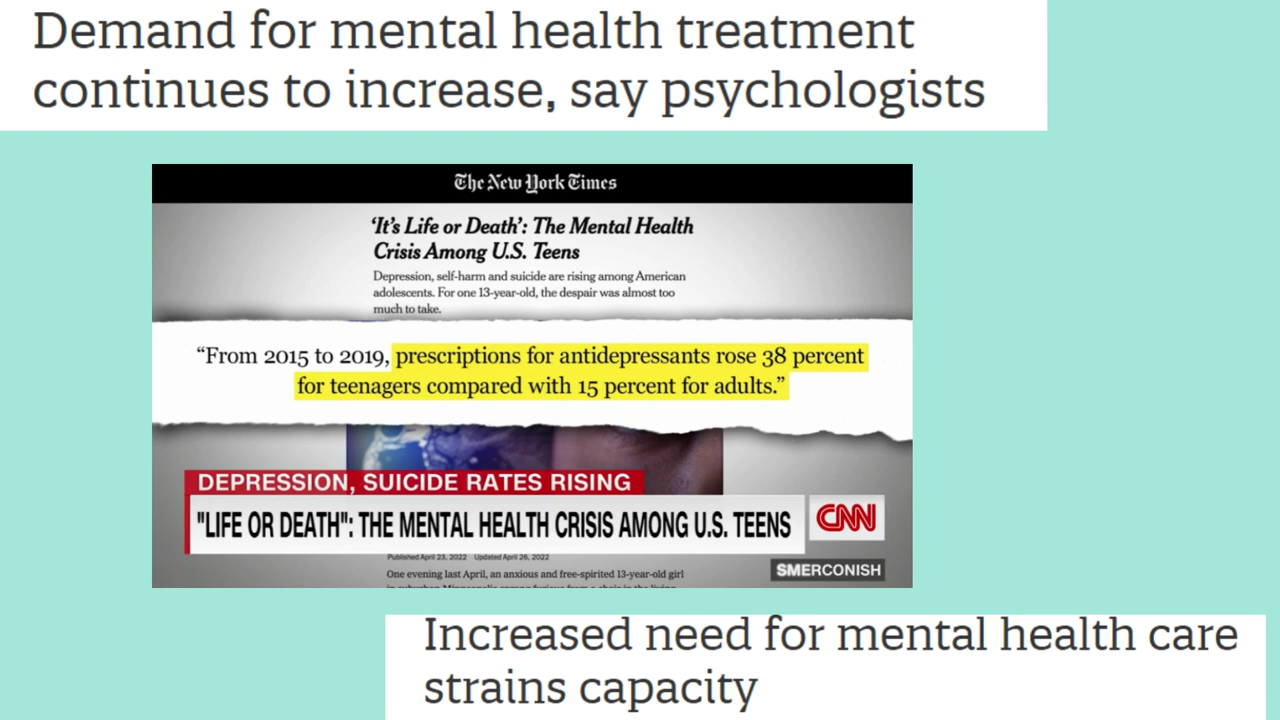 Demand for mental health treatment
continues to increase, say psychologists
The New York Times
‘It’s Life or Death’: The Mental Health
Crisis Among U.S. Teens
Depression, self-harm and suicide are rising among American
adolescents. For one 13-year-old, the despair was almost too
much to take.
“From 2015 to 2019, prescriptions for antidepressants rose 38 percent
for teenagers compared with 15 percent for adults.”
DEPRESSION, SUICIDE RATES RISING
"LIFE OR DEATH": THE MENTAL HEALTH CRISIS AMONG U.S. TEENS
CNN
Published April 23, 2022 Updated April 26, 2022
SMERCONISH
One evening last April, an anxious and free-spirited 13-year-old girl
Increased need for mental health care
strains capacity